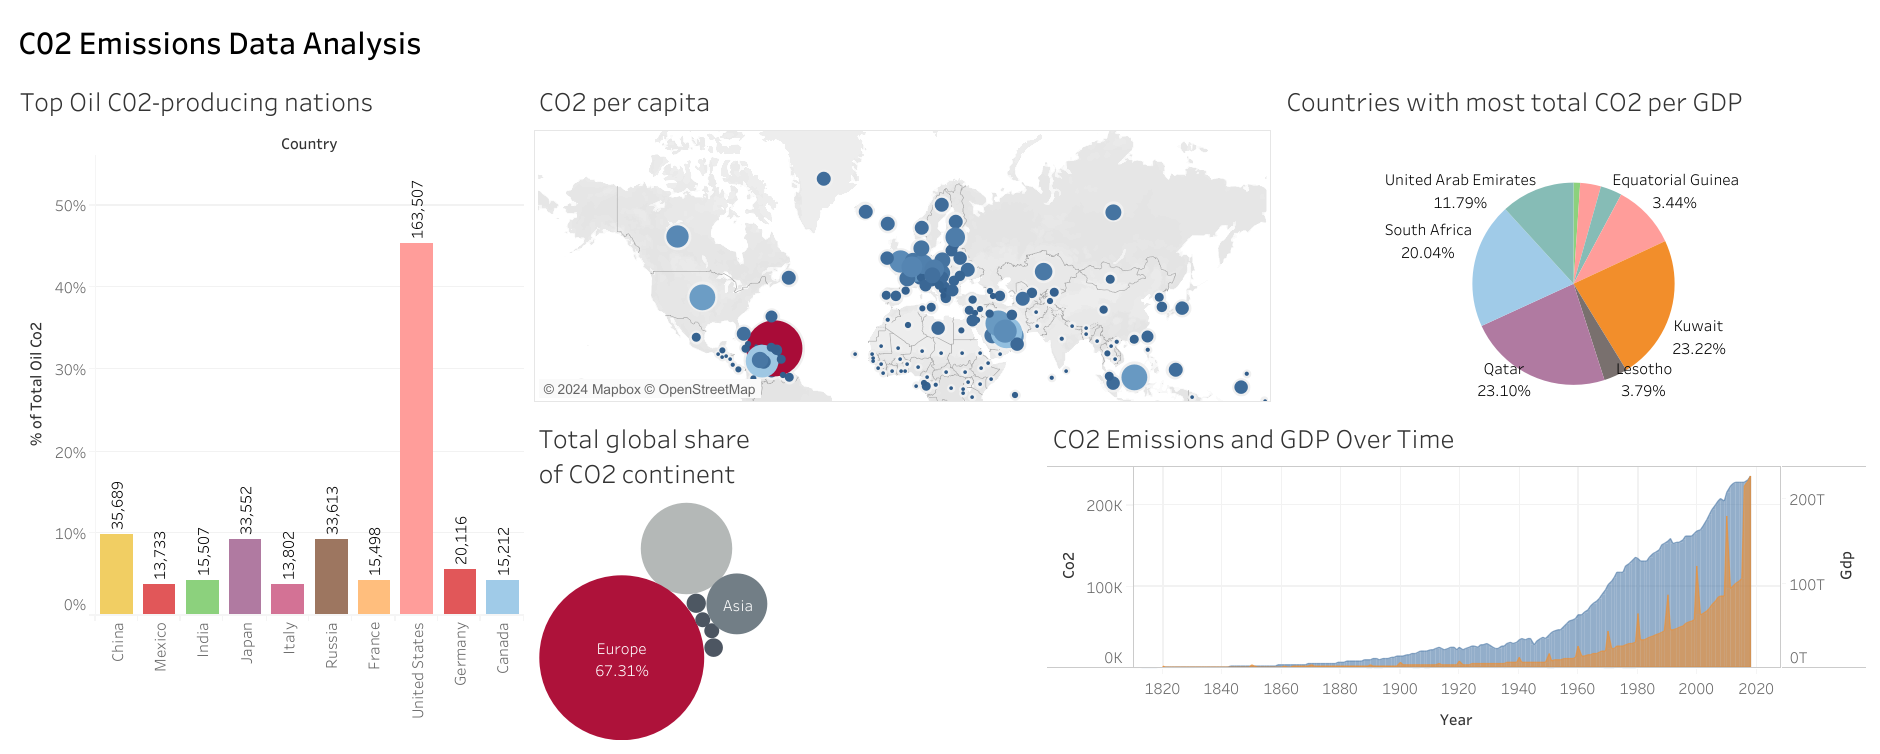 C02 Emissions Data Analysis
Top Oil C02-producing nations
Country
% of Total Oil Co2
50%
40%
30%
20%
10%
0%
35,689
13,733
15,507
33,552
13,802
33,613
15,498
163,507
20,116
15,212
China
Mexico
India
Japan
Italy
Russia
France
United States
Germany
Canada
CO2 per capita
© 2024 Mapbox © OpenStreetMap
Countries with most total CO2 per GDP
United Arab Emirates
11.79%
Equatorial Guinea
3.44%
South Africa
20.04%
Kuwait
23.22%
Qatar
23.10%
Lesotho
3.79%
Total global share
of CO2 continent
Asia
Europe
67.31%
CO2 Emissions and GDP Over Time
Co2
200K
100K
0K
200T
100T
0T
Gdp
1820
1840
1860
1880
1900
1920
1940
1960
1980
2000
2020
Year